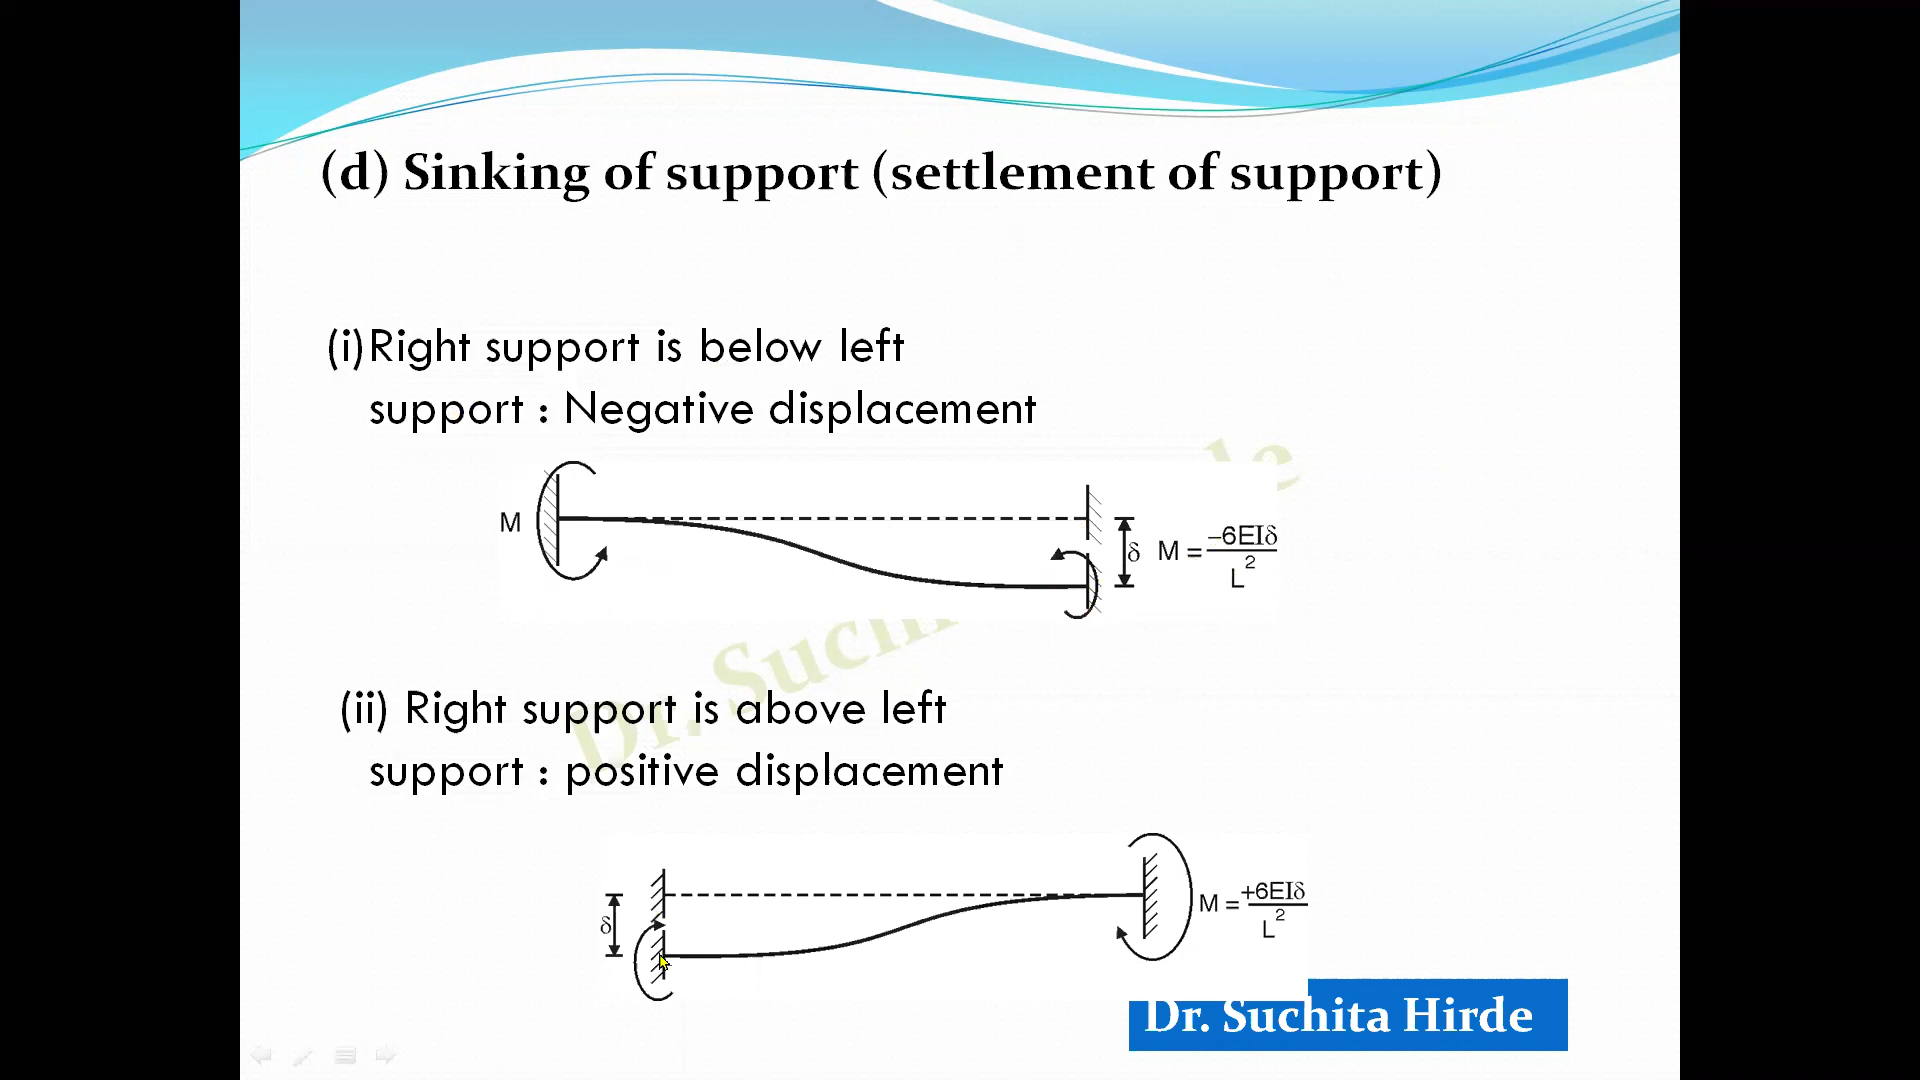 (d) Sinking of support (settlement of support)
(i)Right support is below left
support : Negative displacement
M
δ
M = –6EIδ / L²
(ii) Right support is above left
support : positive displacement
δ
M = +6EIδ / L²
Dr. Suchita Hirde